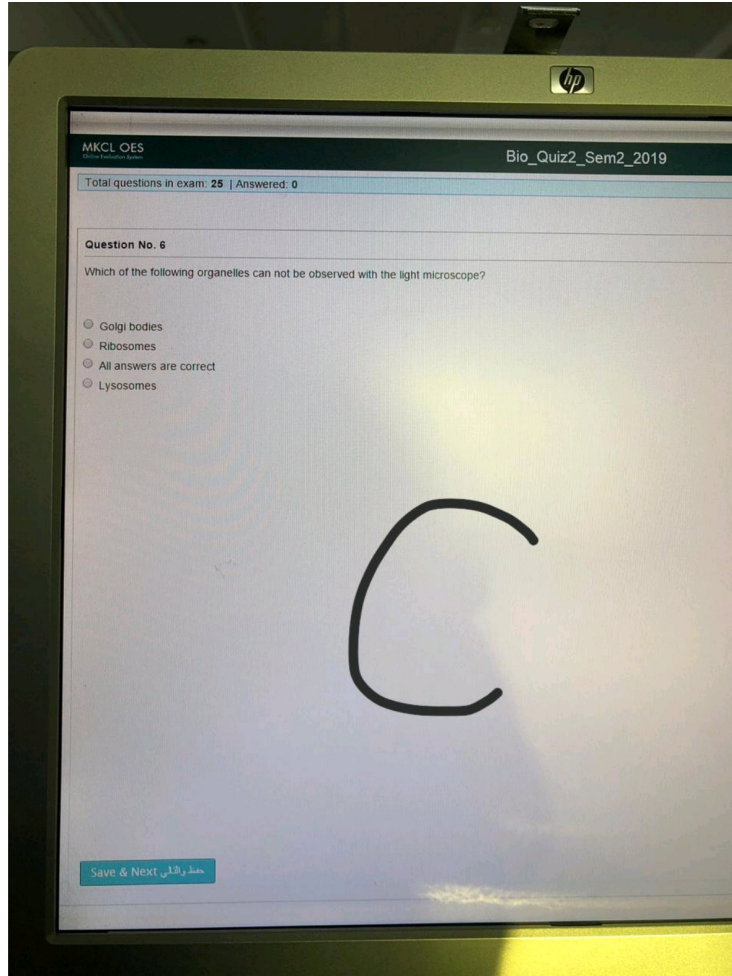 hp
MKCL OES
Online Evaluation System
Bio_Quiz2_Sem2_2019
Total questions in exam: 25 | Answered: 0
Question No. 6
Which of the following organelles can not be observed with the light microscope?
Golgi bodies
Ribosomes
All answers are correct
Lysosomes
C
Save & Next حفظ والتالي